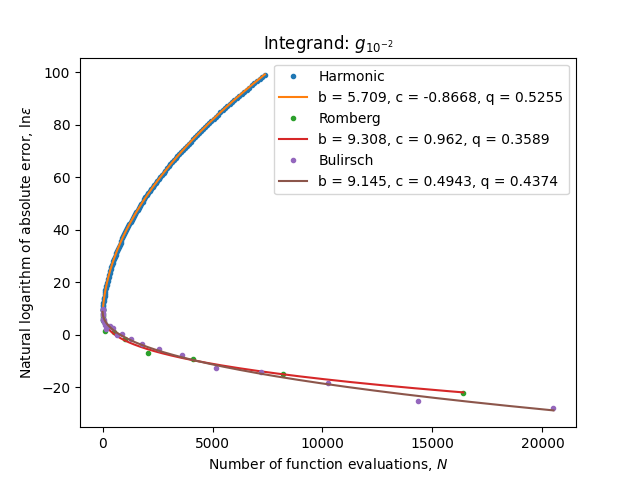 Integrand: $g_{10^{-2}}$
Natural logarithm of absolute error, lnε
100
80
60
40
20
0
−20
Harmonic
b = 5.709, c = -0.8668, q = 0.5255
Romberg
b = 9.308, c = 0.962, q = 0.3589
Bulirsch
b = 9.145, c = 0.4943, q = 0.4374
0 5000 10000 15000 20000
Number of function evaluations, N